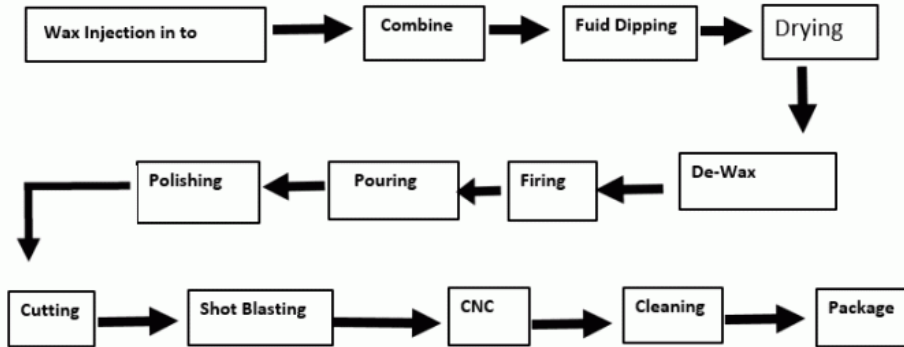 Wax Injection in to
Combine
Fuid Dipping
Drying
De-Wax
Firing
Pouring
Polishing
Cutting
Shot Blasting
CNC
Cleaning
Package